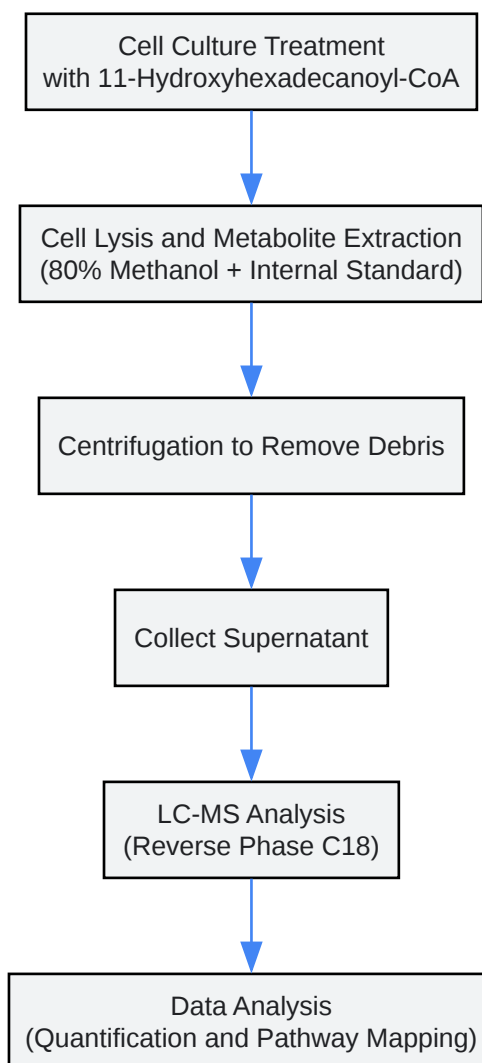 Cell Culture Treatment
with 11-Hydroxyhexadecanoyl-CoA
Cell Lysis and Metabolite Extraction
(80% Methanol + Internal Standard)
Centrifugation to Remove Debris
Collect Supernatant
LC-MS Analysis
(Reverse Phase C18)
Data Analysis
(Quantification and Pathway Mapping)